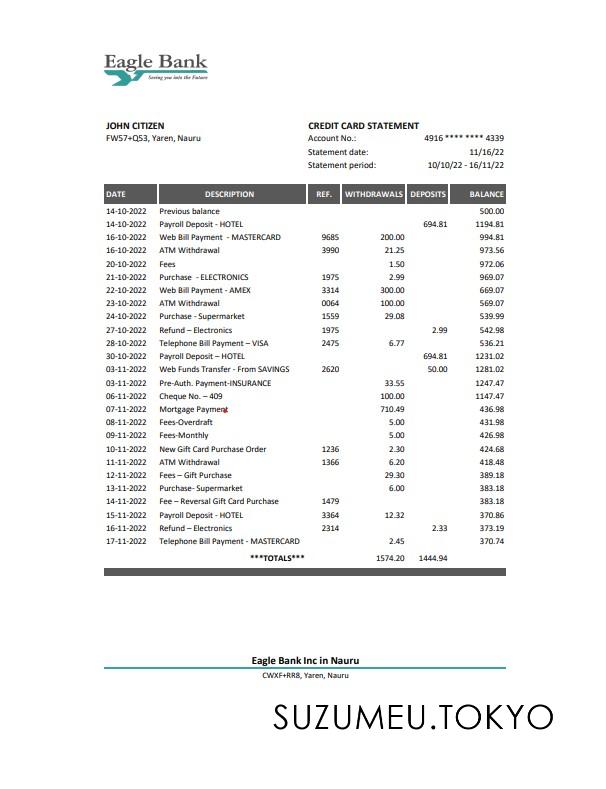 Eagle Bank
Saving you into the Future
JOHN CITIZEN
FW57+QS3, Yaren, Nauru
CREDIT CARD STATEMENT
Account No.: 4916 **** **** 4339
Statement date: 11/16/22
Statement period: 10/10/22 - 16/11/22
DATE DESCRIPTION REF. WITHDRAWALS DEPOSITS BALANCE
14-10-2022 Previous balance 500.00
14-10-2022 Payroll Deposit - HOTEL 694.81 1194.81
16-10-2022 Web Bill Payment - MASTERCARD 9685 200.00 994.81
16-10-2022 ATM Withdrawal 3990 21.25 973.56
20-10-2022 Fees 1.50 972.06
21-10-2022 Purchase - ELECTRONICS 1975 2.99 969.07
22-10-2022 Web Bill Payment - AMEX 3314 300.00 669.07
23-10-2022 ATM Withdrawal 0064 100.00 569.07
24-10-2022 Purchase - Supermarket 1559 29.08 539.99
27-10-2022 Refund – Electronics 1975 2.99 542.98
28-10-2022 Telephone Bill Payment – VISA 2475 6.77 536.21
30-10-2022 Payroll Deposit – HOTEL 694.81 1231.02
03-11-2022 Web Funds Transfer - From SAVINGS 2620 50.00 1281.02
03-11-2022 Pre-Auth. Payment-INSURANCE 33.55 1247.47
06-11-2022 Cheque No. – 409 100.00 1147.47
07-11-2022 Mortgage Payment 710.49 436.98
08-11-2022 Fees-Overdraft 5.00 431.98
09-11-2022 Fees-Monthly 5.00 426.98
10-11-2022 New Gift Card Purchase Order 1236 2.30 424.68
11-11-2022 ATM Withdrawal 1366 6.20 418.48
12-11-2022 Fees – Gift Purchase 29.30 389.18
13-11-2022 Purchase- Supermarket 6.00 383.18
14-11-2022 Fee – Reversal Gift Card Purchase 1479 383.18
15-11-2022 Payroll Deposit - HOTEL 3364 12.32 370.86
16-11-2022 Refund – Electronics 2314 2.33 373.19
17-11-2022 Telephone Bill Payment - MASTERCARD 2.45 370.74
***TOTALS*** 1574.20 1444.94
Eagle Bank Inc in Nauru
CWXF+RR8, Yaren, Nauru
SUZUMEU.TOKYO